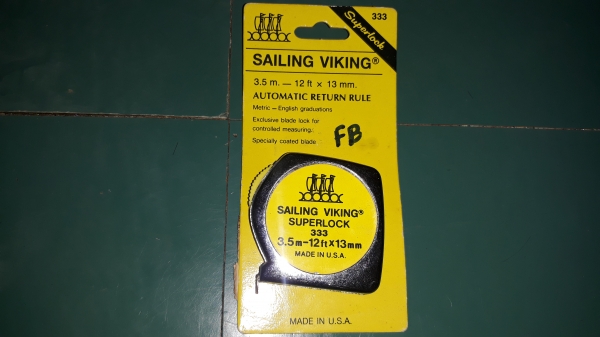 333
Superlock
SAILING VIKING®
3.5 m. — 12 ft × 13 mm.
AUTOMATIC RETURN RULE
Metric – English graduations
Exclusive blade lock for
controlled measuring.
Specially coated blade
FB
SAILING VIKING®
SUPERLOCK
333
3.5m-12ft×13mm
MADE IN U.S.A.
MADE IN U.S.A.